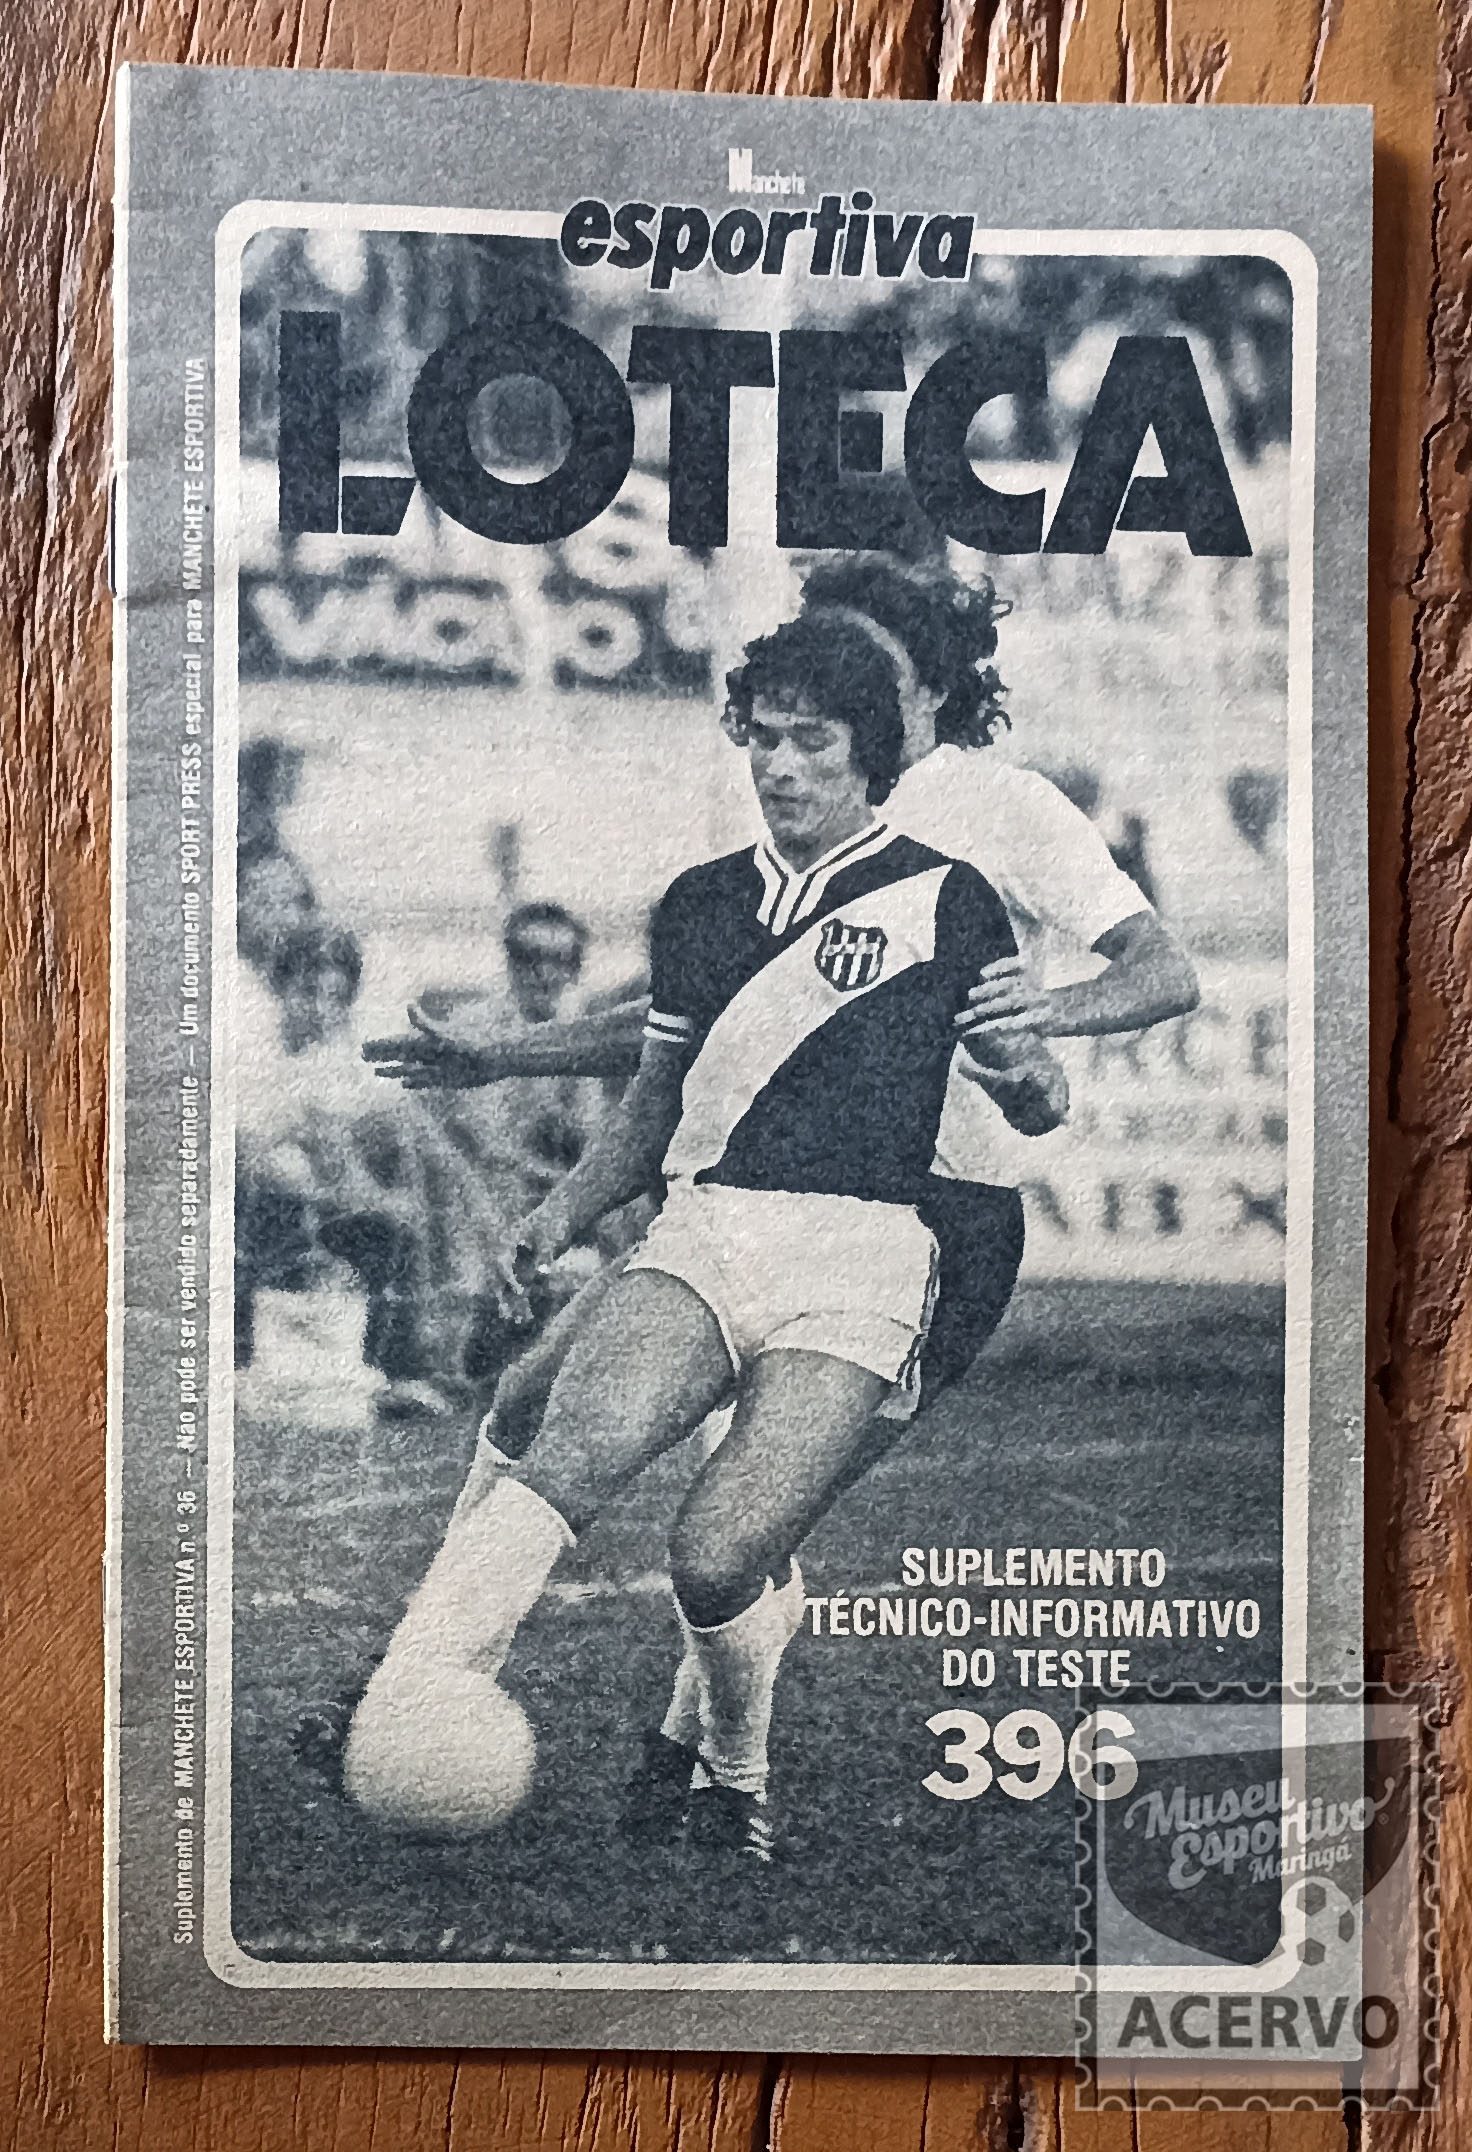 Manchete
esportiva
LOTECA
Suplemento de MANCHETE ESPORTIVA n.º 36 — Não pode ser vendido separadamente — Um documento SPORT PRESS especial para MANCHETE ESPORTIVA
SUPLEMENTO
TÉCNICO-INFORMATIVO
DO TESTE
396
Museu
Esportivo
Maringá
ACERVO